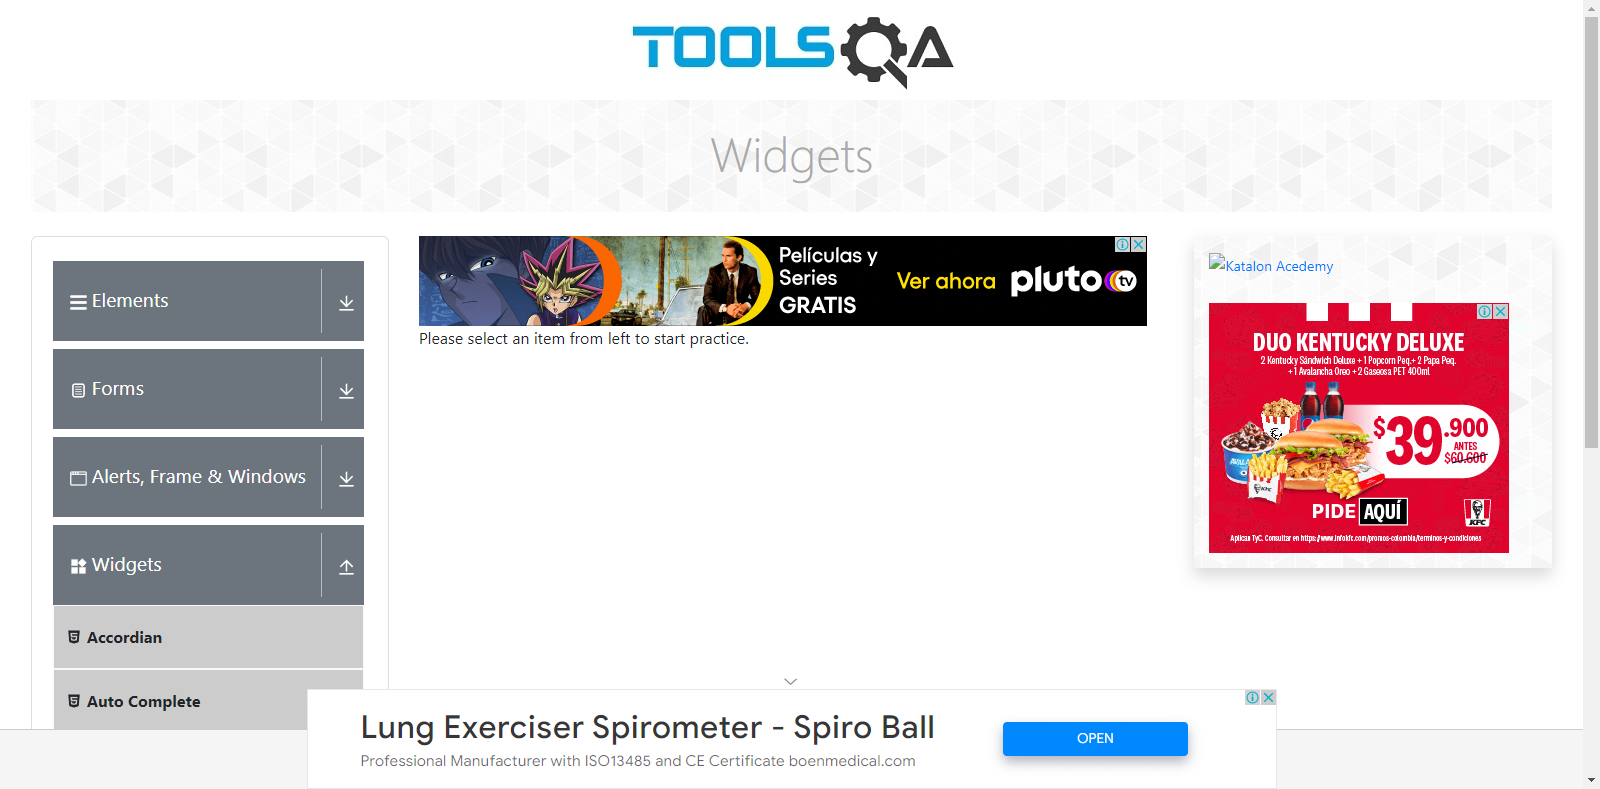 TOOLSQA
Widgets
Elements
Forms
Alerts, Frame & Windows
Widgets
Accordian
Auto Complete
Películas y
Series
GRATIS
Ver ahora
pluto tv
Please select an item from left to start practice.
Katalon Acedemy
DUO KENTUCKY DELUXE
2 Kentucky Sándwich Deluxe + 1 Popcorn Peq.+ 2 Papa Peq.
+ 1 Avalancha Oreo + 2 Gaseosa PET 400ml
$39.900
ANTES
$60.600
PIDE AQUÍ
KFC
Aplican TyC. Consultar en https://www.infokfc.com/promos-colombia/terminos-y-condiciones
Lung Exerciser Spirometer - Spiro Ball
Professional Manufacturer with ISO13485 and CE Certificate boenmedical.com
OPEN